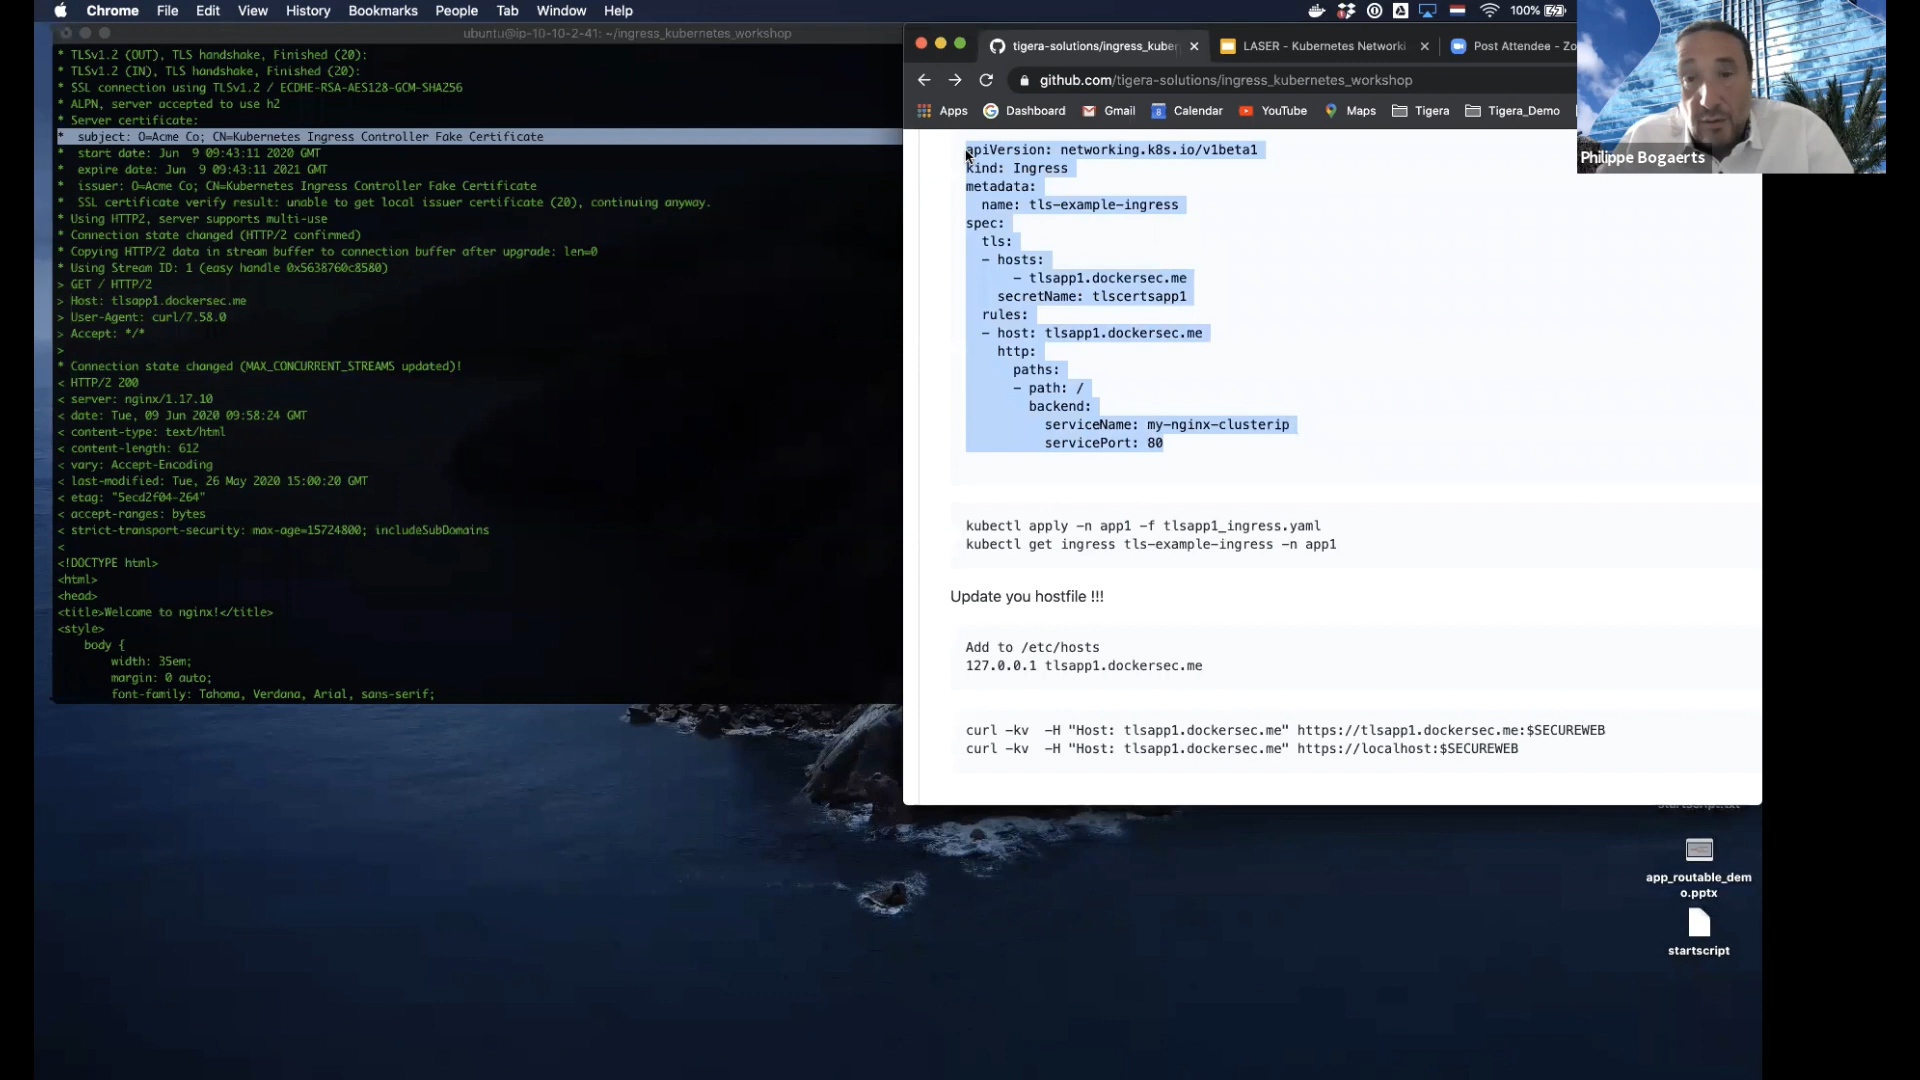 Chrome File Edit View History Bookmarks People Tab Window Help
100%
ubuntu@ip-10-10-2-41: ~/ingress_kubernetes_workshop
* TLSv1.2 (OUT), TLS handshake, Finished (20):
* TLSv1.2 (IN), TLS handshake, Finished (20):
* SSL connection using TLSv1.2 / ECDHE-RSA-AES128-GCM-SHA256
* ALPN, server accepted to use h2
* Server certificate:
*  subject: O=Acme Co; CN=Kubernetes Ingress Controller Fake Certificate
*  start date: Jun  9 09:43:11 2020 GMT
*  expire date: Jun  9 09:43:11 2021 GMT
*  issuer: O=Acme Co; CN=Kubernetes Ingress Controller Fake Certificate
*  SSL certificate verify result: unable to get local issuer certificate (20), continuing anyway.
* Using HTTP2, server supports multi-use
* Connection state changed (HTTP/2 confirmed)
* Copying HTTP/2 data in stream buffer to connection buffer after upgrade: len=0
* Using Stream ID: 1 (easy handle 0x5638760c8580)
> GET / HTTP/2
> Host: tlsapp1.dockersec.me
> User-Agent: curl/7.58.0
> Accept: */*
>
* Connection state changed (MAX_CONCURRENT_STREAMS updated)!
< HTTP/2 200
< server: nginx/1.17.10
< date: Tue, 09 Jun 2020 09:58:24 GMT
< content-type: text/html
< content-length: 612
< vary: Accept-Encoding
< last-modified: Tue, 26 May 2020 15:00:20 GMT
< etag: "5ecd2f04-264"
< accept-ranges: bytes
< strict-transport-security: max-age=15724800; includeSubDomains
<
<!DOCTYPE html>
<html>
<head>
<title>Welcome to nginx!</title>
<style>
    body {
        width: 35em;
        margin: 0 auto;
        font-family: Tahoma, Verdana, Arial, sans-serif;
tigera-solutions/ingress_kuber
LASER - Kubernetes Networki
Post Attendee - Zo
github.com/tigera-solutions/ingress_kubernetes_workshop
Apps Dashboard Gmail Calendar YouTube Maps Tigera Tigera_Demo
apiVersion: networking.k8s.io/v1beta1
kind: Ingress
metadata:
  name: tls-example-ingress
spec:
  tls:
  - hosts:
      - tlsapp1.dockersec.me
    secretName: tlscertsapp1
  rules:
  - host: tlsapp1.dockersec.me
    http:
      paths:
      - path: /
        backend:
          serviceName: my-nginx-clusterip
          servicePort: 80
kubectl apply -n app1 -f tlsapp1_ingress.yaml
kubectl get ingress tls-example-ingress -n app1
Update you hostfile !!!
Add to /etc/hosts
127.0.0.1 tlsapp1.dockersec.me
curl -kv  -H "Host: tlsapp1.dockersec.me" https://tlsapp1.dockersec.me:$SECUREWEB
curl -kv  -H "Host: tlsapp1.dockersec.me" https://localhost:$SECUREWEB
Philippe Bogaerts
app_routable_dem
o.pptx
startscript